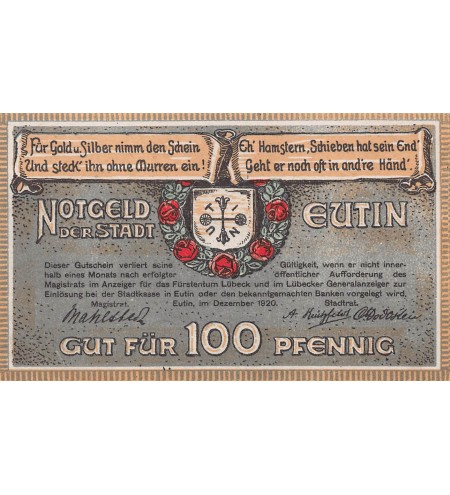 Für Gold u. Silber nimm den Schein
Und steck' ihn ohne Murren ein!
Eh' Hamstern, Schieben hat sein End'
Geht er noch oft in and're Händ'
NOTGELD
DER STADT
EUTIN
Dieser Gutschein verliert seine Gültigkeit, wenn er nicht inner-
halb eines Monats nach erfolgter öffentlicher Aufforderung des
Magistrats im Anzeiger für das Fürstentum Lübeck und im Lübecker Generalanzeiger zur
Einlösung bei der Stadtkasse in Eutin oder den bekanntgemachten Banken vorgelegt wird.
Magistrat. Eutin, im Dezember 1920. Stadtrat.
Mahlstedt
GUT FÜR 100 PFENNIG